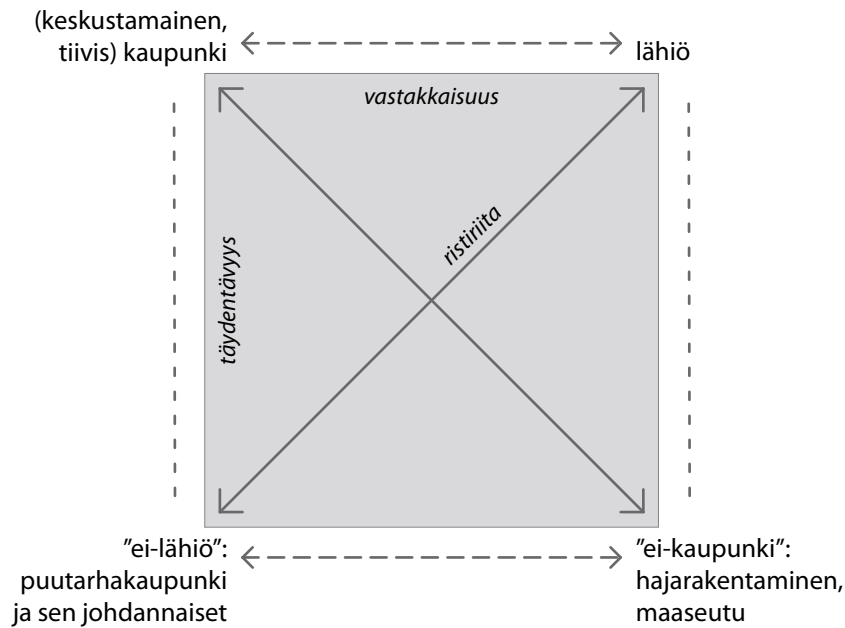 (keskustamainen,
tiivis) kaupunki
lähiö
vastakkaisuus
ristiriita
täydentävyys
"ei-lähiö":
puutarhakaupunki
ja sen johdannaiset
"ei-kaupunki":
hajarakentaminen,
maaseutu